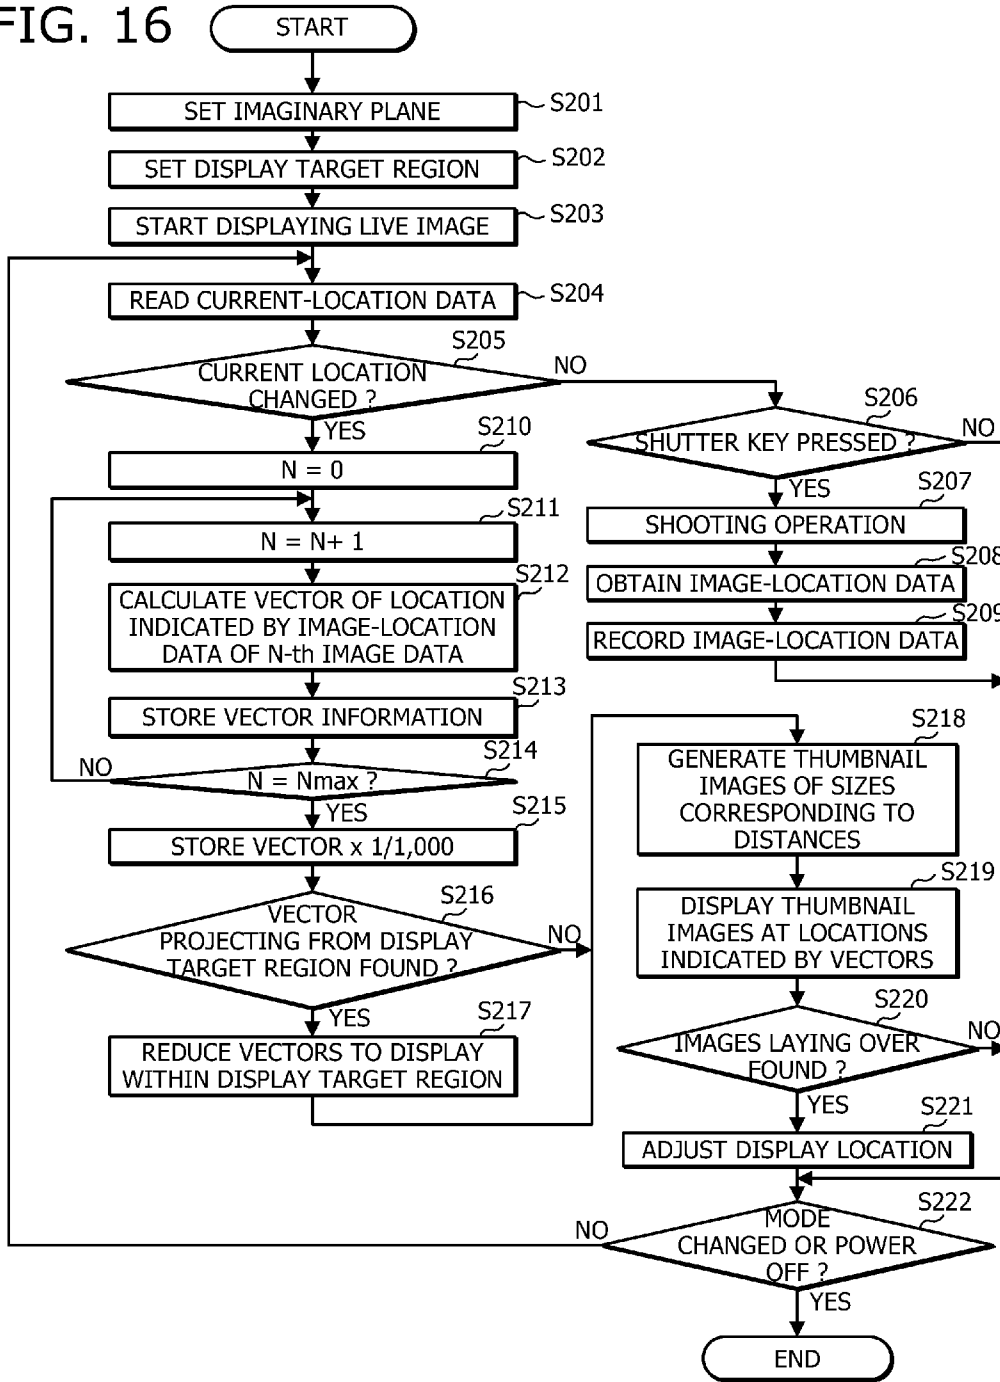 FIG. 16
START
SET IMAGINARY PLANE
S201
SET DISPLAY TARGET REGION
S202
START DISPLAYING LIVE IMAGE
S203
READ CURRENT-LOCATION DATA
S204
S205
CURRENT LOCATION
CHANGED ?
NO
YES
S206
SHUTTER KEY PRESSED ?
NO
YES
S207
SHOOTING OPERATION
S208
OBTAIN IMAGE-LOCATION DATA
S209
RECORD IMAGE-LOCATION DATA
S210
N = 0
S211
N = N+ 1
S212
CALCULATE VECTOR OF LOCATION
INDICATED BY IMAGE-LOCATION
DATA OF N-th IMAGE DATA
S213
STORE VECTOR INFORMATION
S214
N = Nmax ?
NO
YES
S215
STORE VECTOR x 1/1,000
S216
VECTOR
PROJECTING FROM DISPLAY
TARGET REGION FOUND ?
NO
YES
S217
REDUCE VECTORS TO DISPLAY
WITHIN DISPLAY TARGET REGION
S218
GENERATE THUMBNAIL
IMAGES OF SIZES
CORRESPONDING TO
DISTANCES
S219
DISPLAY THUMBNAIL
IMAGES AT LOCATIONS
INDICATED BY VECTORS
S220
IMAGES LAYING OVER
FOUND ?
NO
YES
S221
ADJUST DISPLAY LOCATION
S222
MODE
CHANGED OR POWER
OFF ?
NO
YES
END